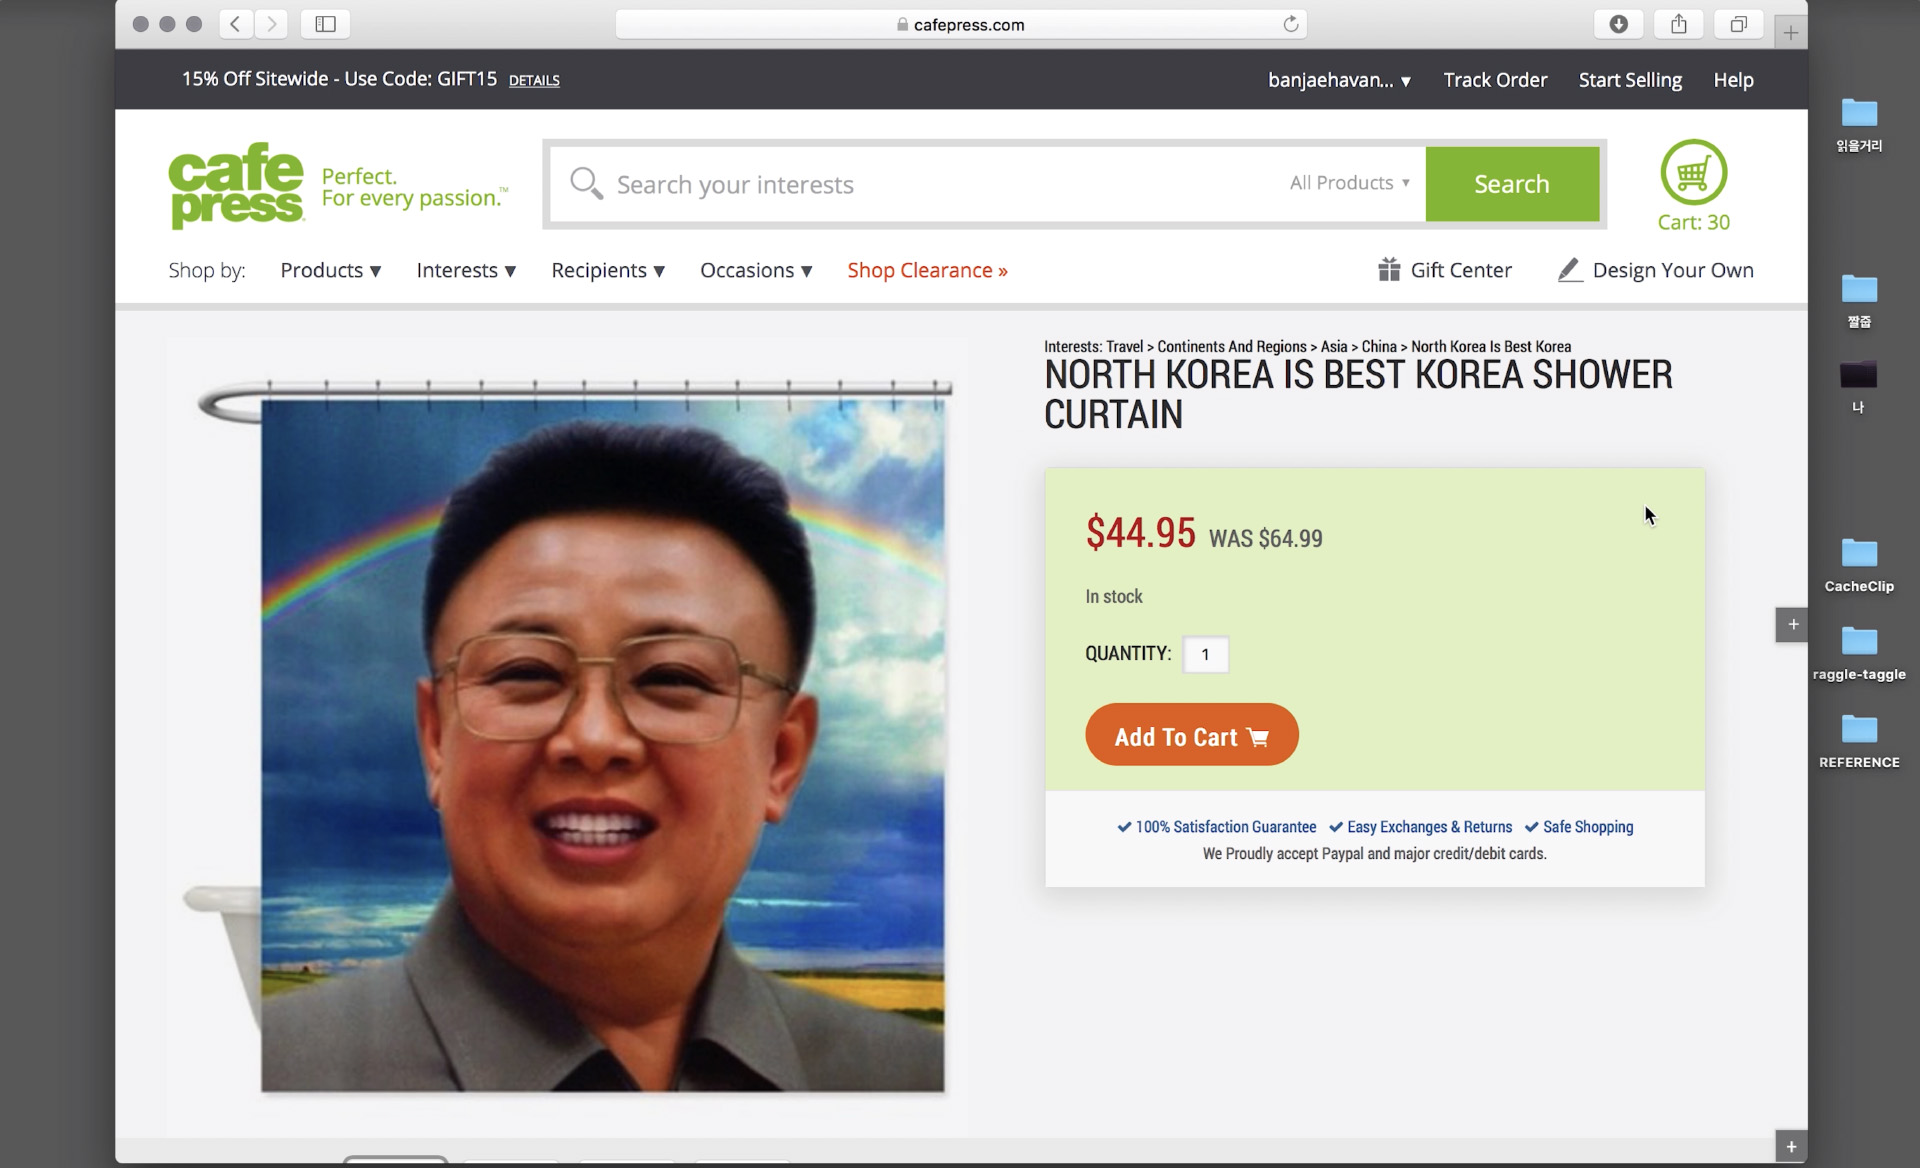 cafepress.com
15% Off Sitewide - Use Code: GIFT15 DETAILS
banjaehavan... ▾ Track Order Start Selling Help
cafe
press
Perfect.
For every passion.™
Search your interests
All Products ▾
Search
Cart: 30
Shop by: Products ▼ Interests ▼ Recipients ▼ Occasions ▼ Shop Clearance »
Gift Center Design Your Own
Interests: Travel > Continents And Regions > Asia > China > North Korea Is Best Korea
NORTH KOREA IS BEST KOREA SHOWER
CURTAIN
$44.95 WAS $64.99
In stock
QUANTITY: 1
Add To Cart
✔ 100% Satisfaction Guarantee ✔ Easy Exchanges & Returns ✔ Safe Shopping
We Proudly accept Paypal and major credit/debit cards.
읽을거리
짤줍
나
CacheClip
raggle-taggle
REFERENCE